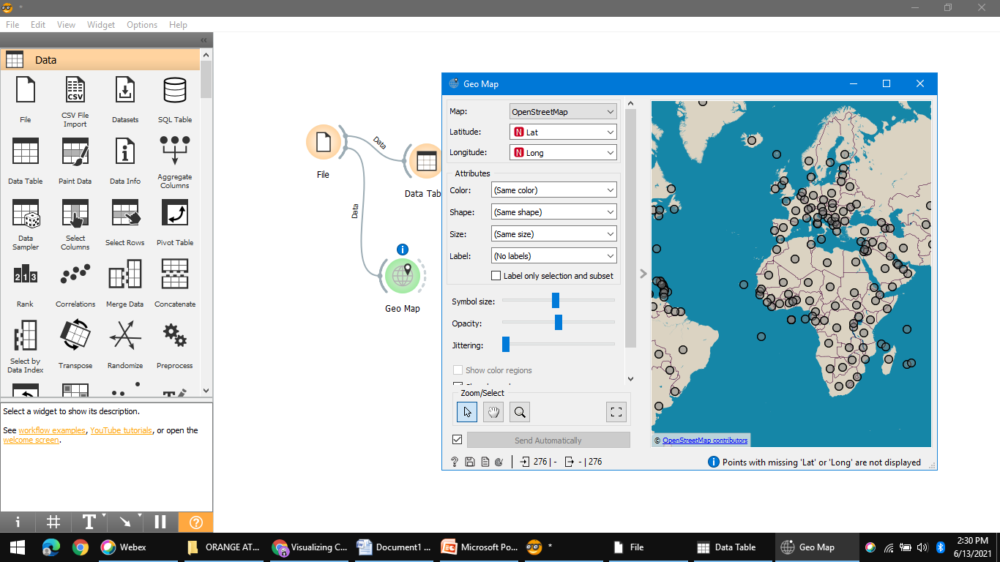 *
File Edit View Widget Options Help
Data
File
CSV File
Import
Datasets
SQL Table
Data Table
Paint Data
Data Info
Aggregate
Columns
Data
Sampler
Select
Columns
Select Rows
Pivot Table
Rank
Correlations
Merge Data
Concatenate
Select by
Data Index
Transpose
Randomize
Preprocess
Select a widget to show its description.
See workflow examples, YouTube tutorials, or open the
welcome screen.
File
Data
Data Tab
Data
Geo Map
Geo Map
Map: OpenStreetMap
Latitude: N Lat
Longitude: N Long
Attributes
Color: (Same color)
Shape: (Same shape)
Size: (Same size)
Label: (No labels)
Label only selection and subset
Symbol size:
Opacity:
Jittering:
Show color regions
Zoom/Select
Send Automatically
? 276 | - - | 276
© OpenStreetMap contributors
Points with missing 'Lat' or 'Long' are not displayed
Webex
ORANGE AT...
Visualizing C...
Document1 ...
Microsoft Po...
*
File
Data Table
Geo Map
2:30 PM
6/13/2021